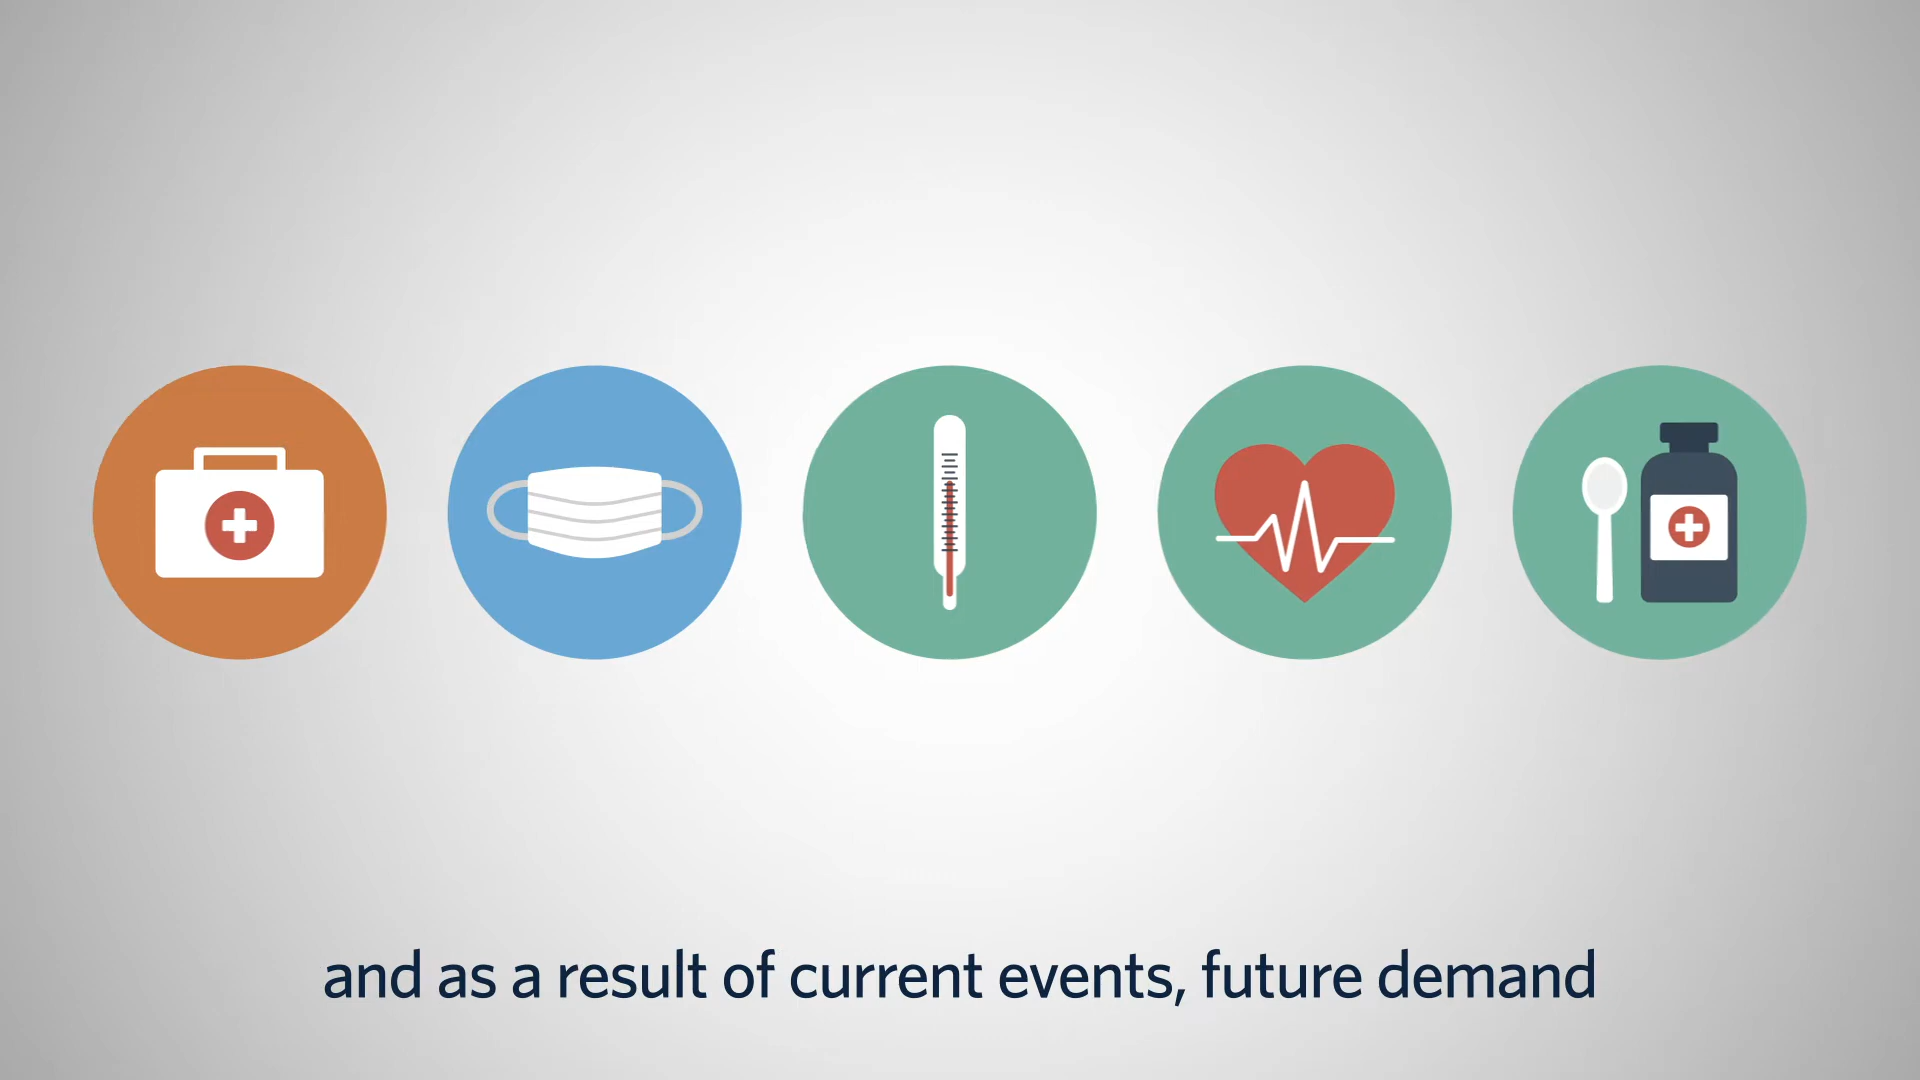 and as a result of current events, future demand